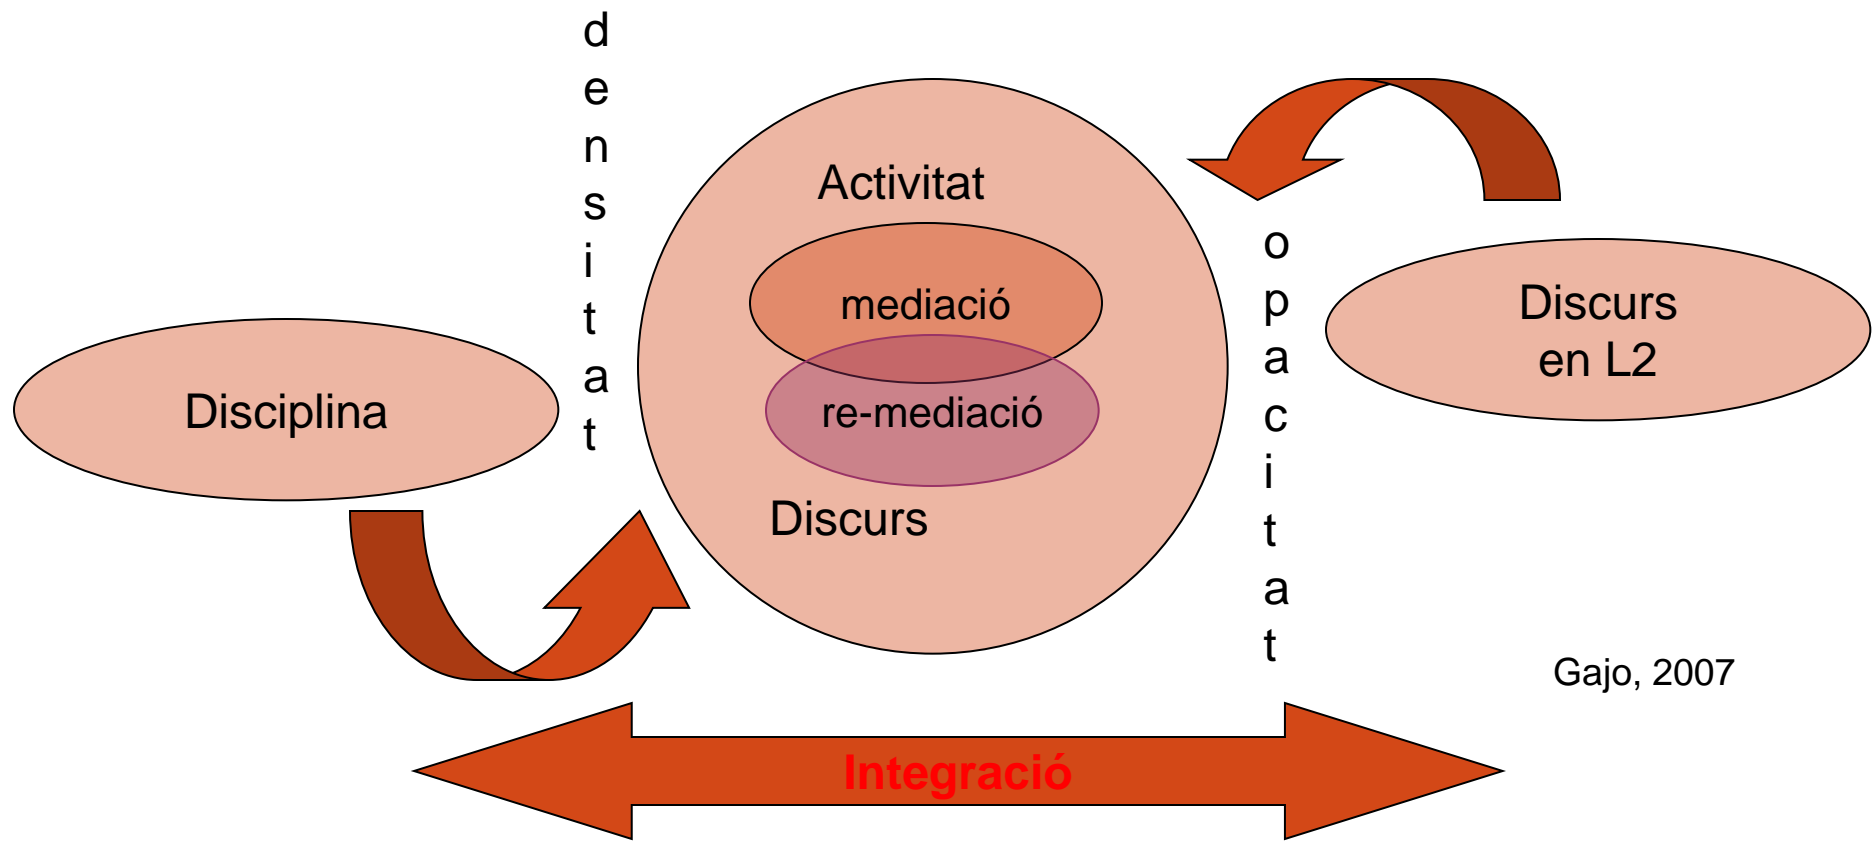 densitat
Activitat
mediació
re-mediació
Discurs
Disciplina
opacitat
Discurs
en L2
Gajo, 2007
Integració